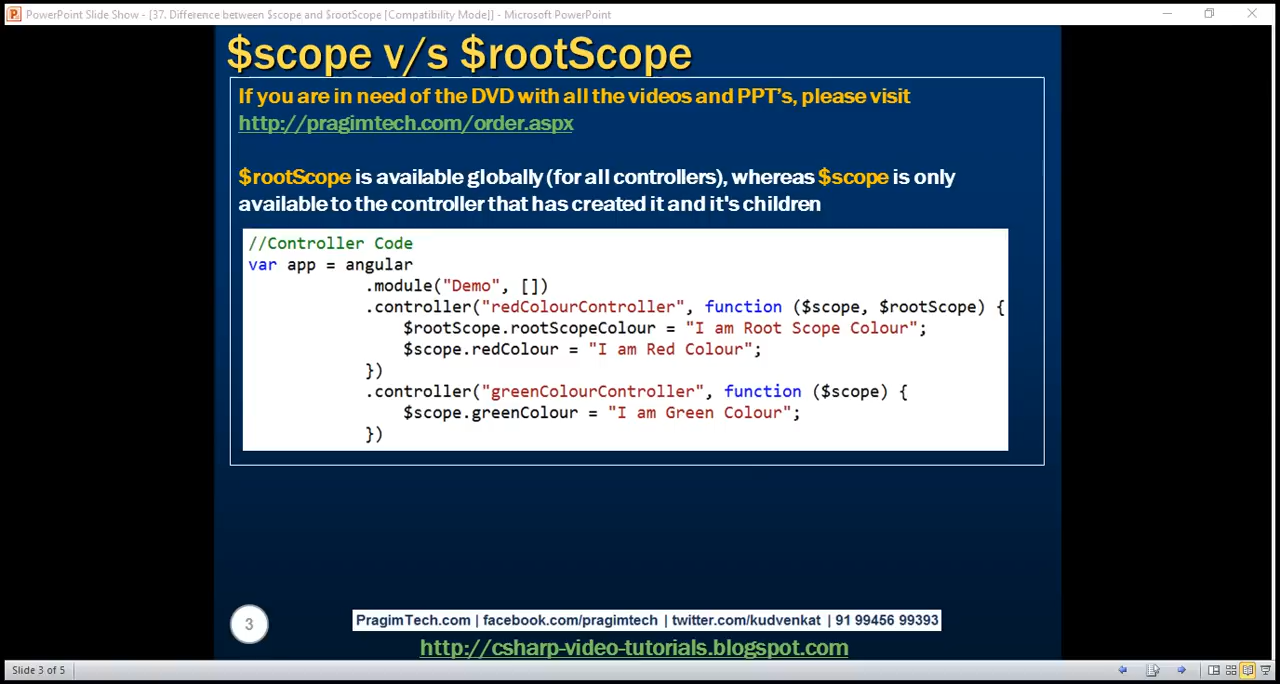 PowerPoint Slide Show - [37. Difference between $scope and $rootScope [Compatibility Mode]] - Microsoft PowerPoint
$scope v/s $rootScope
If you are in need of the DVD with all the videos and PPT's, please visit
http://pragimtech.com/order.aspx
$rootScope is available globally (for all controllers), whereas $scope is only
available to the controller that has created it and it's children
//Controller Code
var app = angular
.module("Demo", [])
.controller("redColourController", function ($scope, $rootScope) {
$rootScope.rootScopeColour = "I am Root Scope Colour";
$scope.redColour = "I am Red Colour";
})
.controller("greenColourController", function ($scope) {
$scope.greenColour = "I am Green Colour";
})
3
PragimTech.com | facebook.com/pragimtech | twitter.com/kudvenkat | 91 99456 99393
http://csharp-video-tutorials.blogspot.com
Slide 3 of 5